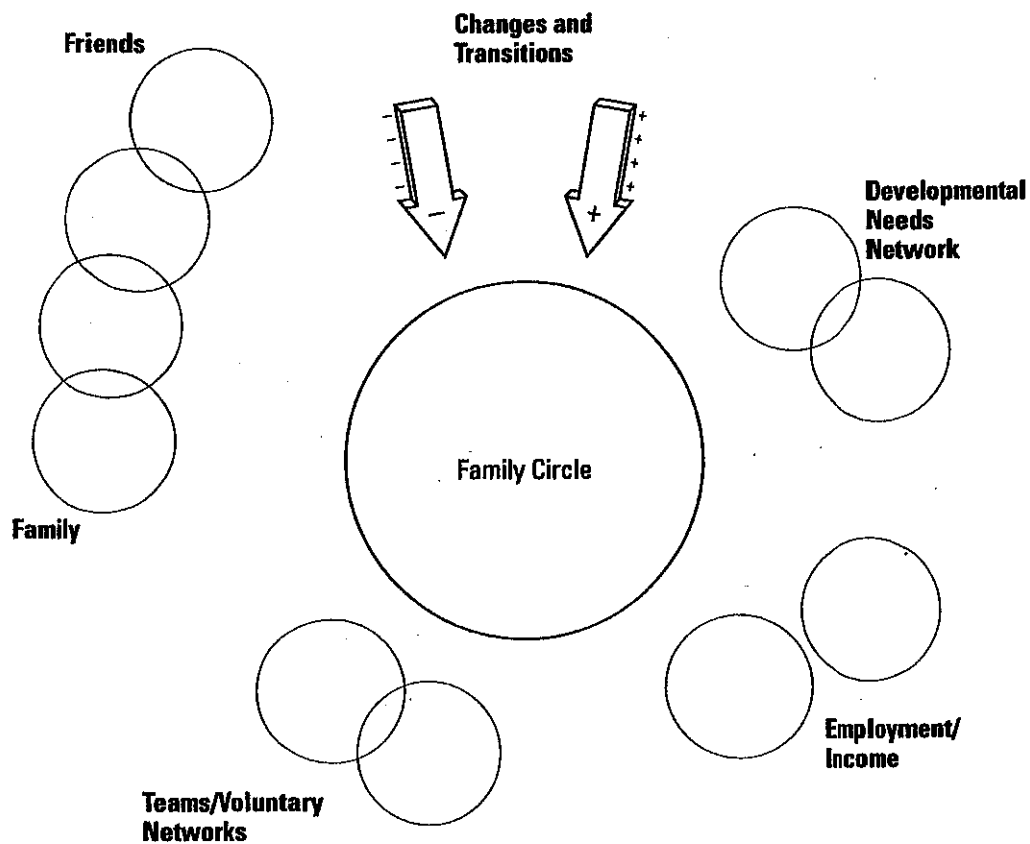 Changes and
Transitions
Friends
- +
- +
- +
- +
- +
Developmental
Needs
Network
Family Circle
Family
Employment/
Income
Teams/Voluntary
Networks